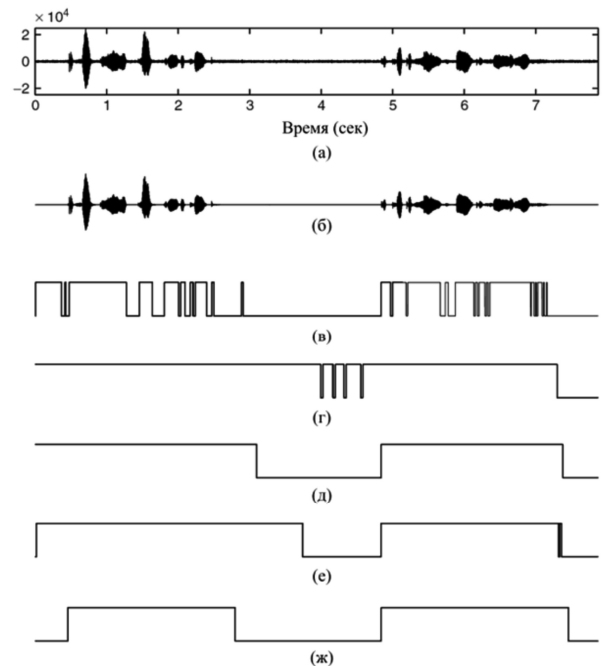 × 10⁴
2
0
−2
0 1 2 3 4 5 6 7
Время (сек)
(а)
(б)
(в)
(г)
(д)
(е)
(ж)